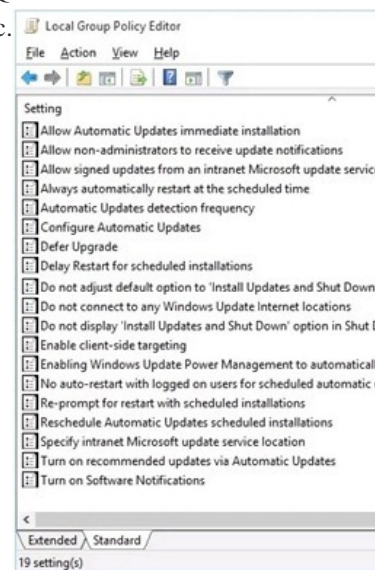 c.
Local Group Policy Editor
File Action View Help
Setting
Allow Automatic Updates immediate installation
Allow non-administrators to receive update notifications
Allow signed updates from an intranet Microsoft update service
Always automatically restart at the scheduled time
Automatic Updates detection frequency
Configure Automatic Updates
Defer Upgrade
Delay Restart for scheduled installations
Do not adjust default option to 'Install Updates and Shut Down
Do not connect to any Windows Update Internet locations
Do not display 'Install Updates and Shut Down' option in Shut
Enable client-side targeting
Enabling Windows Update Power Management to automaticall
No auto-restart with logged on users for scheduled automatic
Re-prompt for restart with scheduled installations
Reschedule Automatic Updates scheduled installations
Specify intranet Microsoft update service location
Turn on recommended updates via Automatic Updates
Turn on Software Notifications
Extended Standard
19 setting(s)